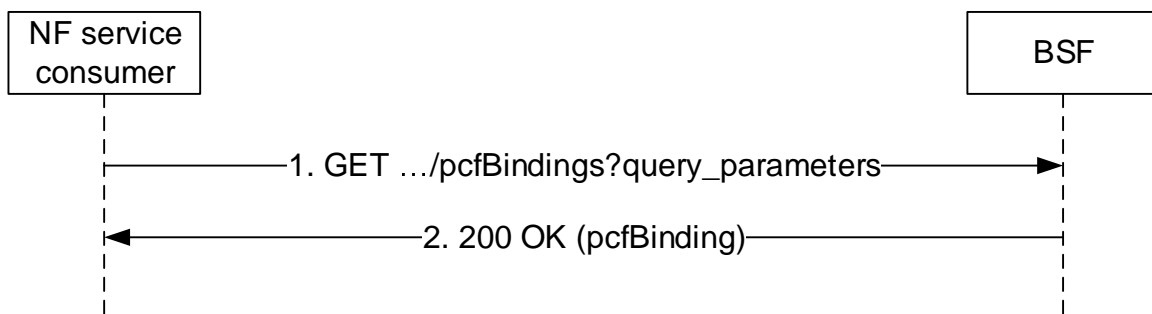 NF service
consumer
BSF
1. GET …/pcfBindings?query_parameters
2. 200 OK (pcfBinding)